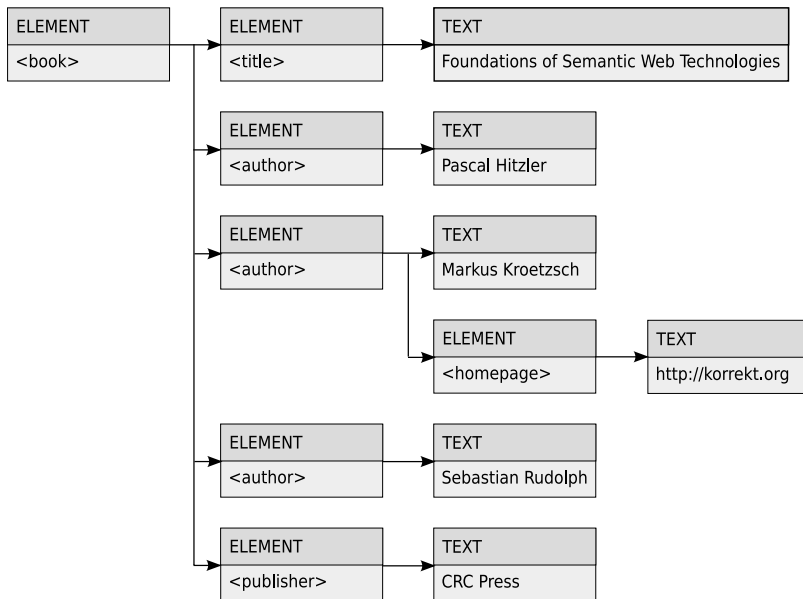 ELEMENT
<book>
ELEMENT
<title>
TEXT
Foundations of Semantic Web Technologies
ELEMENT
<author>
TEXT
Pascal Hitzler
ELEMENT
<author>
TEXT
Markus Kroetzsch
ELEMENT
<homepage>
TEXT
http://korrekt.org
ELEMENT
<author>
TEXT
Sebastian Rudolph
ELEMENT
<publisher>
TEXT
CRC Press